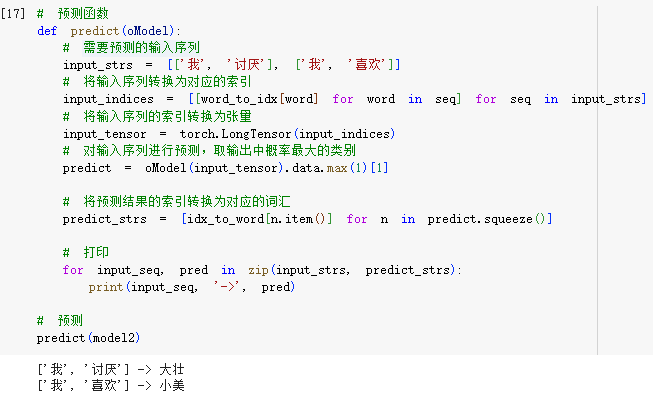 [17] # 预测函数
def predict(oModel):
# 需要预测的输入序列
input_strs = [['我', '讨厌'], ['我', '喜欢']]
# 将输入序列转换为对应的索引
input_indices = [[word_to_idx[word] for word in seq] for seq in input_strs]
# 将输入序列的索引转换为张量
input_tensor = torch.LongTensor(input_indices)
# 对输入序列进行预测，取输出中概率最大的类别
predict = oModel(input_tensor).data.max(1)[1]
# 将预测结果的索引转换为对应的词汇
predict_strs = [idx_to_word[n.item()] for n in predict.squeeze()]
# 打印
for input_seq, pred in zip(input_strs, predict_strs):
print(input_seq, '->', pred)
# 预测
predict(model2)
['我', '讨厌'] -> 大壮
['我', '喜欢'] -> 小美